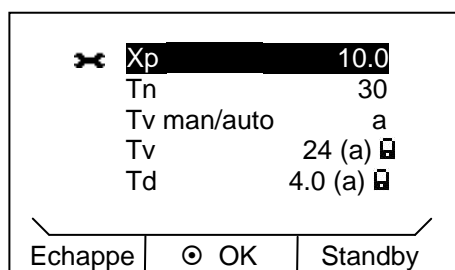 Xp 10.0
Tn 30
Tv man/auto a
Tv 24 (a)
Td 4.0 (a)
Echappe OK Standby